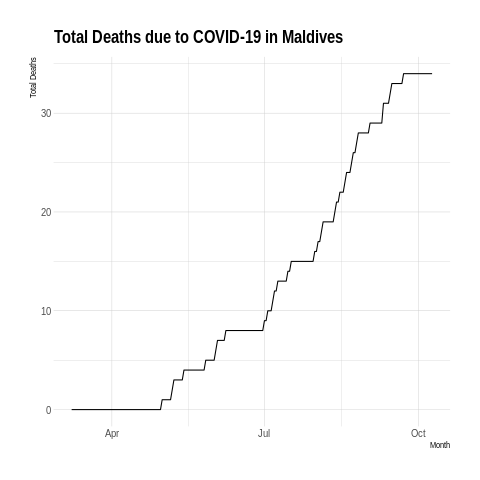 Total Deaths due to COVID-19 in Maldives
Total Deaths
30
20
10
0
Apr
Jul
Oct
Month